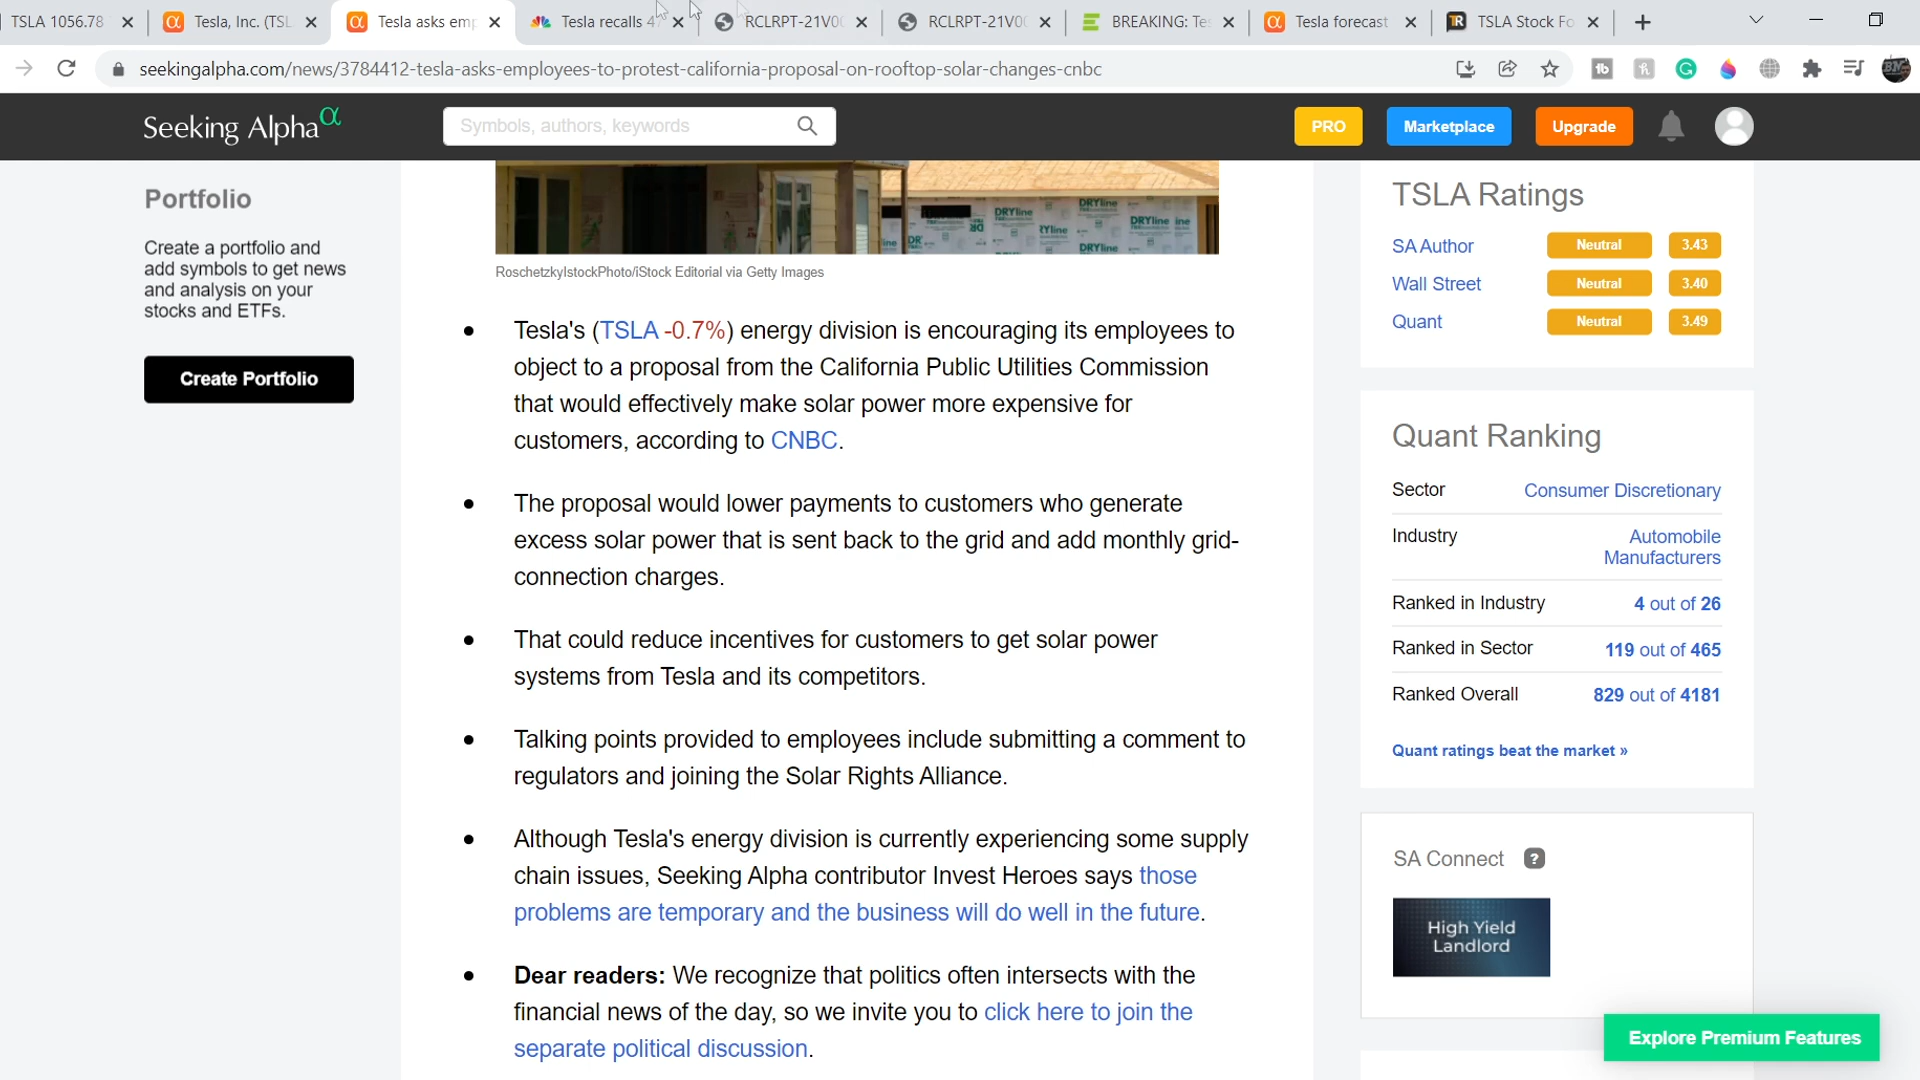 TSLA 1056.78
Tesla, Inc. (TSL
Tesla asks emp
Tesla recalls 4
RCLRPT-21V00
RCLRPT-21V00
BREAKING: Tes
Tesla forecast
TSLA Stock Fo
seekingalpha.com/news/3784412-tesla-asks-employees-to-protest-california-proposal-on-rooftop-solar-changes-cnbc
Seeking Alpha α
Symbols, authors, keywords
PRO
Marketplace
Upgrade
Portfolio
Create a portfolio and
add symbols to get news
and analysis on your
stocks and ETFs.
Create Portfolio
DRYline
DRYline
DRYline
DRYline
RoschetzkyIstockPhoto/iStock Editorial via Getty Images
Tesla's (TSLA -0.7%) energy division is encouraging its employees to
object to a proposal from the California Public Utilities Commission
that would effectively make solar power more expensive for
customers, according to CNBC.
The proposal would lower payments to customers who generate
excess solar power that is sent back to the grid and add monthly grid-
connection charges.
That could reduce incentives for customers to get solar power
systems from Tesla and its competitors.
Talking points provided to employees include submitting a comment to
regulators and joining the Solar Rights Alliance.
Although Tesla's energy division is currently experiencing some supply
chain issues, Seeking Alpha contributor Invest Heroes says those
problems are temporary and the business will do well in the future.
Dear readers: We recognize that politics often intersects with the
financial news of the day, so we invite you to click here to join the
separate political discussion.
TSLA Ratings
SA Author Neutral 3.43
Wall Street Neutral 3.40
Quant Neutral 3.49
Quant Ranking
Sector Consumer Discretionary
Industry Automobile
Manufacturers
Ranked in Industry 4 out of 26
Ranked in Sector 119 out of 465
Ranked Overall 829 out of 4181
Quant ratings beat the market »
SA Connect ?
High Yield
Landlord
Explore Premium Features